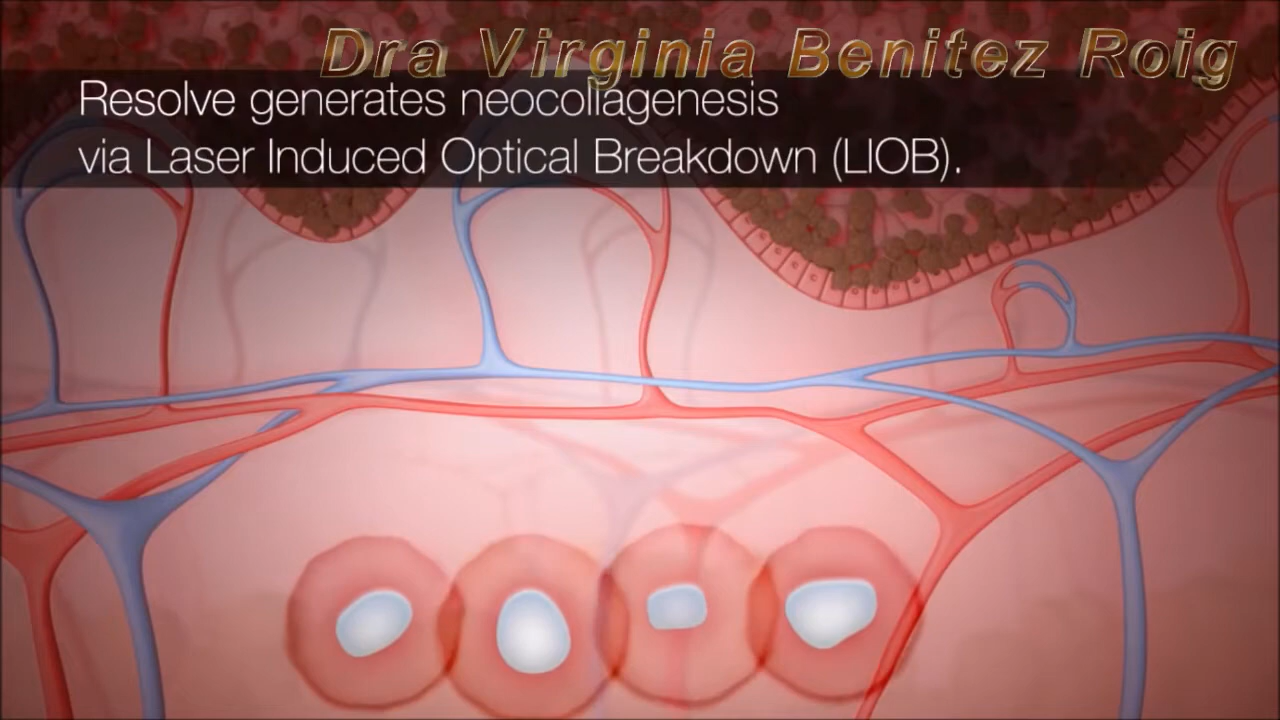 Dra Virginia Benitez Roig
Resolve generates neocollagenesis
via Laser Induced Optical Breakdown (LIOB).